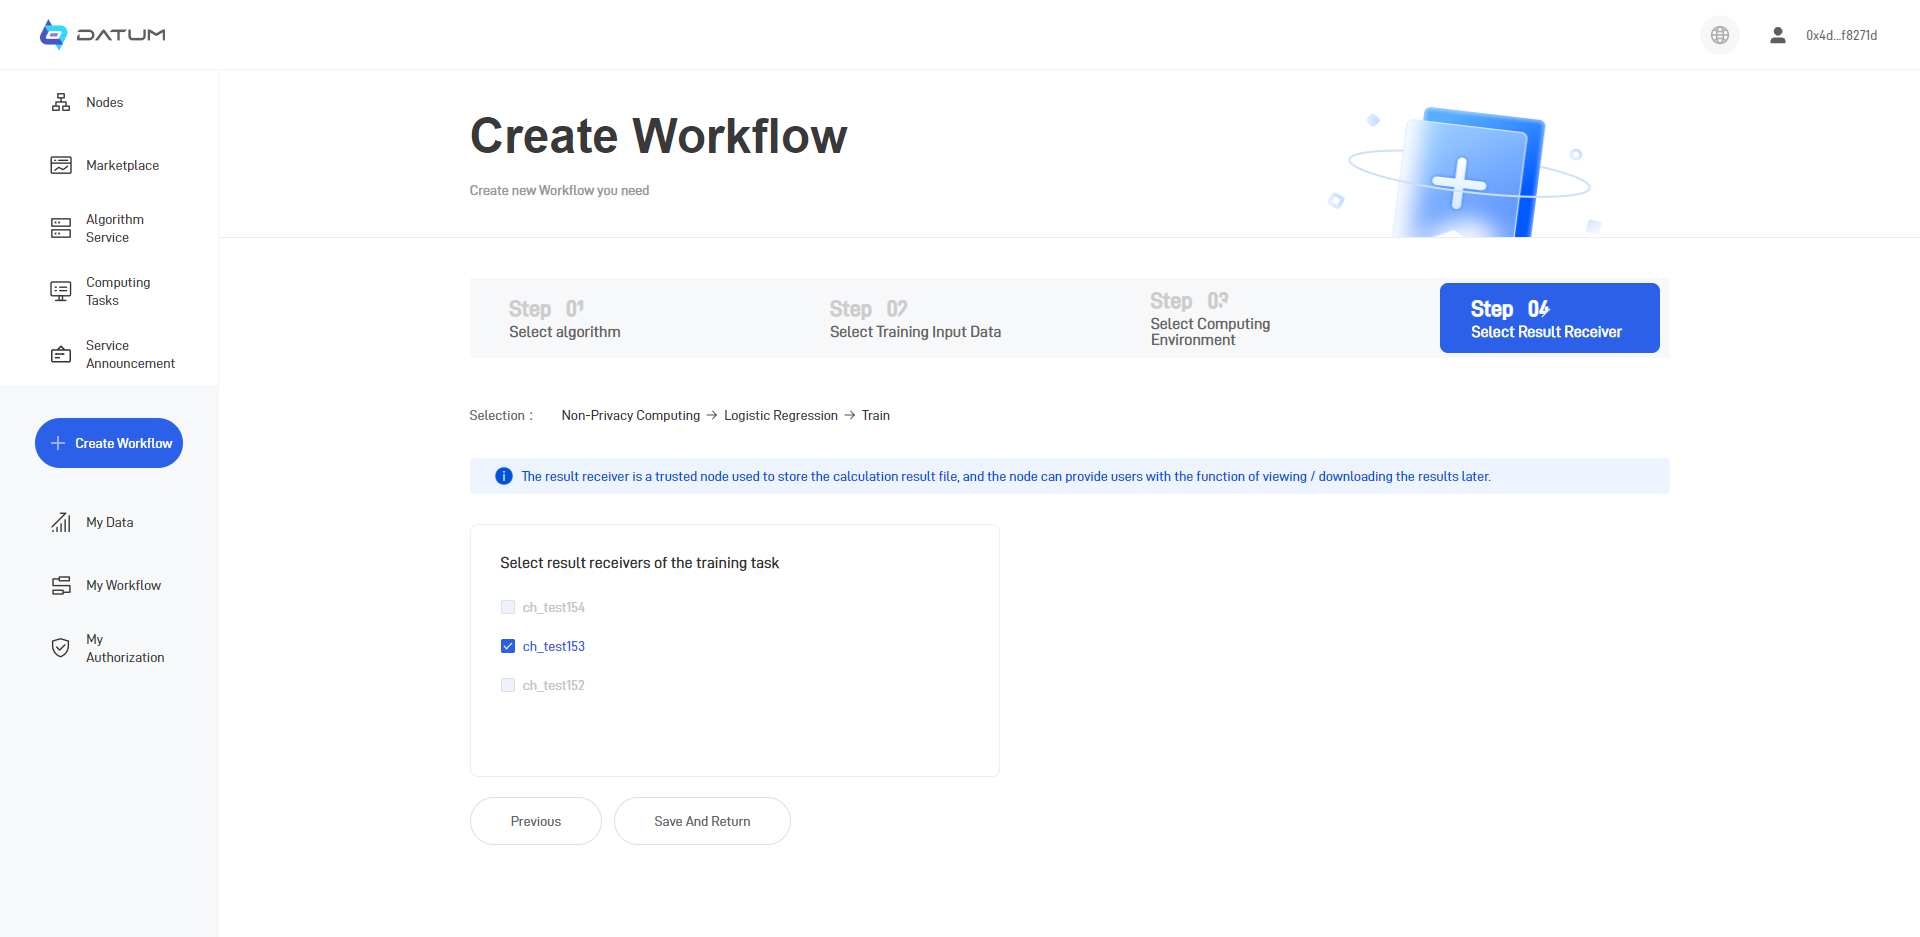 DATUM
0x4d...f8271d
Nodes
Marketplace
Algorithm
Service
Computing
Tasks
Service
Announcement
Create Workflow
My Data
My Workflow
My
Authorization
Create Workflow
Create new Workflow you need
Step 01
Select algorithm
Step 02
Select Training Input Data
Step 03
Select Computing
Environment
Step 04
Select Result Receiver
Selection : Non-Privacy Computing → Logistic Regression → Train
The result receiver is a trusted node used to store the calculation result file, and the node can provide users with the function of viewing / downloading the results later.
Select result receivers of the training task
ch_test154
ch_test153
ch_test152
Previous
Save And Return